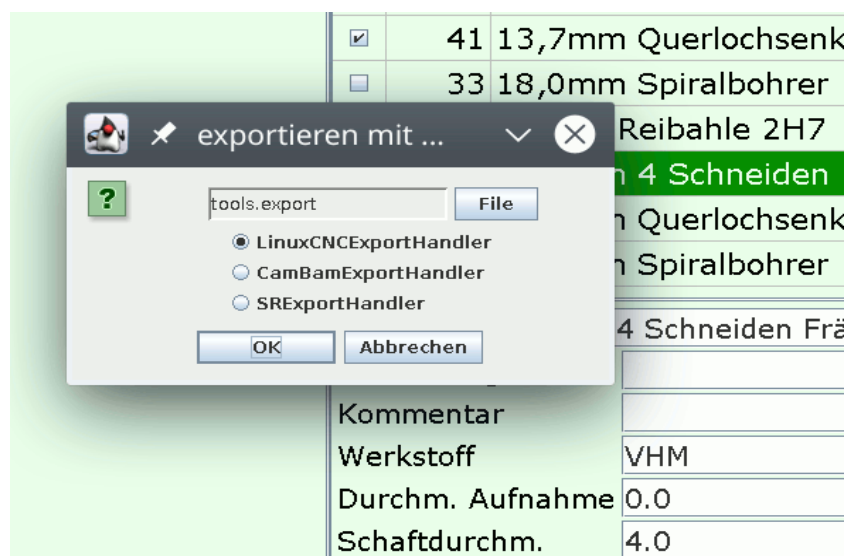 41 13,7mm Querlochsenk
33 18,0mm Spiralbohrer
exportieren mit ...
Reibahle 2H7
4 Schneiden
? tools.export File
Querlochsenk
LinuxCNCExportHandler
CamBamExportHandler
Spiralbohrer
SRExportHandler
4 Schneiden Frä
OK Abbrechen
Kommentar
Werkstoff VHM
Durchm. Aufnahme 0.0
Schaftdurchm. 4.0